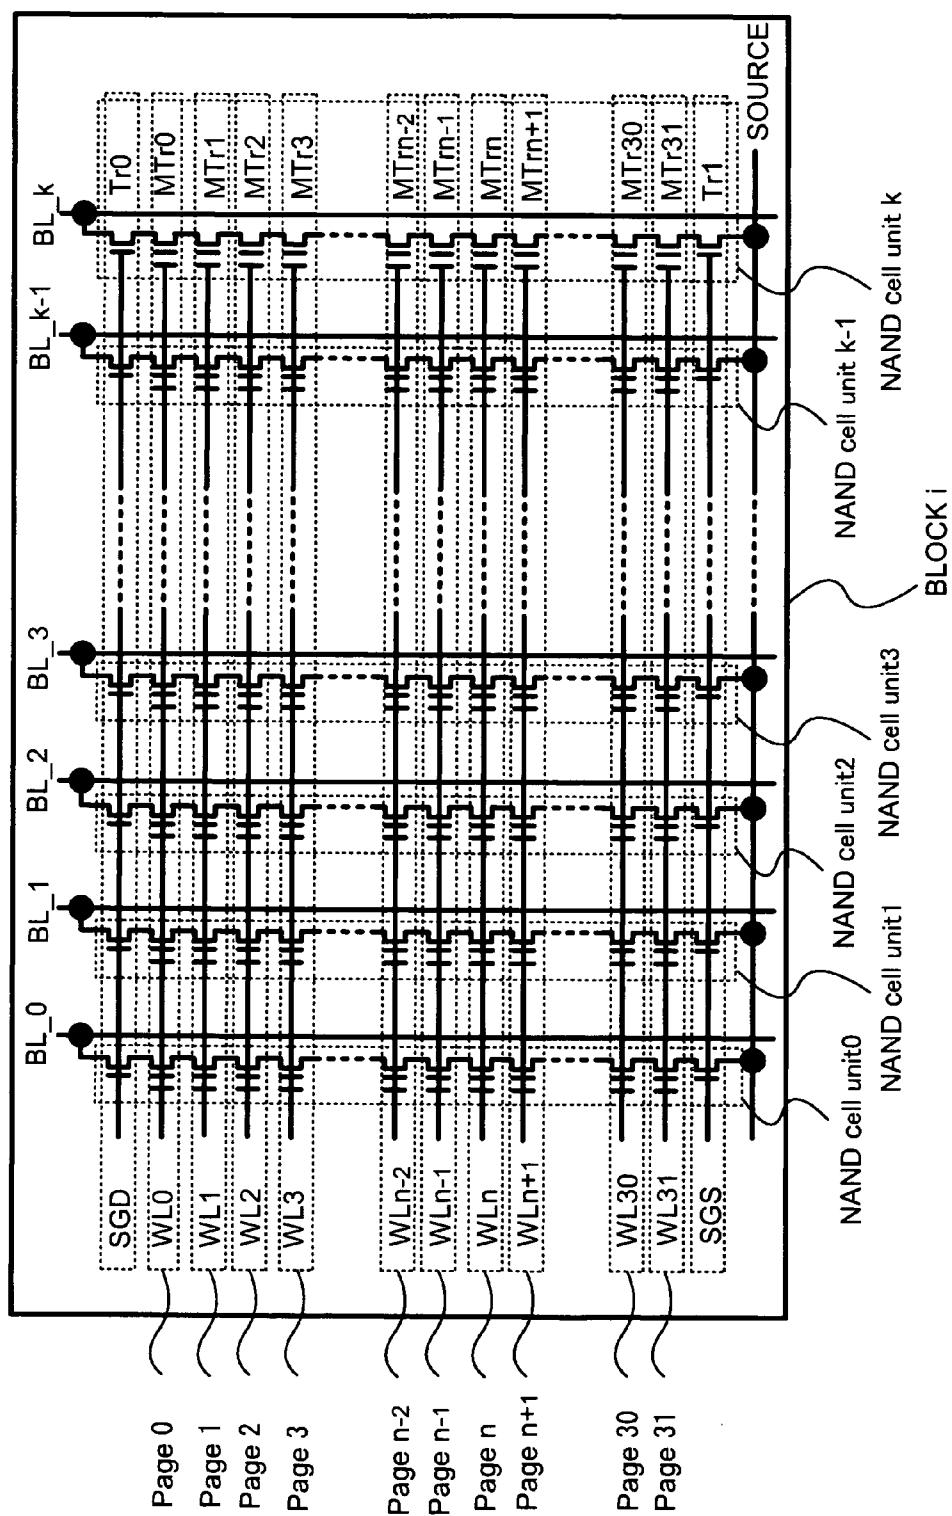 BL_0
BL_1
BL_2
BL_3
BL_k-1
BL_k
Page 0
SGD
Tr0
WL0
MTr0
Page 1
WL1
MTr1
Page 2
WL2
MTr2
Page 3
WL3
MTr3
Page n-2
WLn-2
MTrn-2
Page n-1
WLn-1
MTrn-1
Page n
WLn
MTrn
Page n+1
WLn+1
MTrn+1
Page 30
WL30
MTr30
Page 31
WL31
MTr31
SGS
Tr1
SOURCE
NAND cell unit0
NAND cell unit1
NAND cell unit2
NAND cell unit3
NAND cell unit k-1
NAND cell unit k
BLOCK i